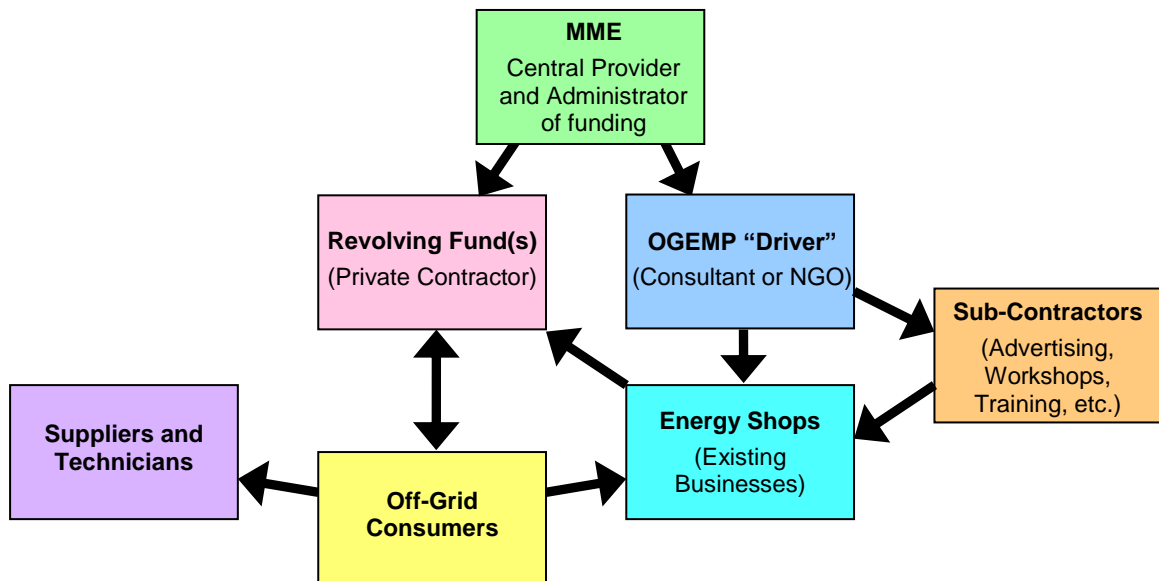 MME
Central Provider
and Administrator
of funding
Revolving Fund(s)
(Private Contractor)
OGEMP “Driver”
(Consultant or NGO)
Sub-Contractors
(Advertising,
Workshops,
Training, etc.)
Suppliers and
Technicians
Off-Grid
Consumers
Energy Shops
(Existing
Businesses)